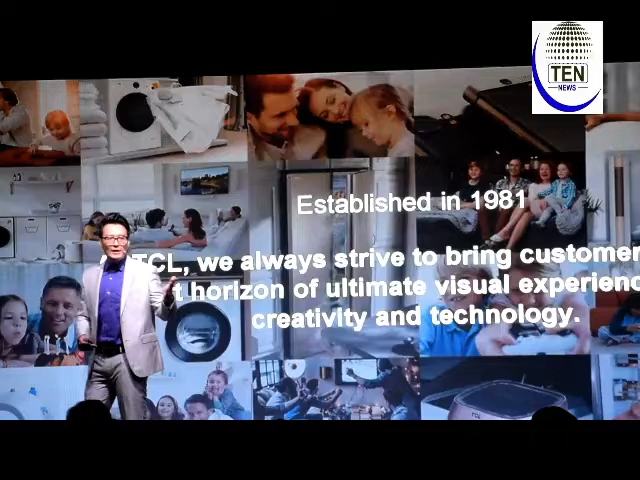 TEN
NEWS
Established in 1981
TCL, we always strive to bring customer
t horizon of ultimate visual experienc
creativity and technology.